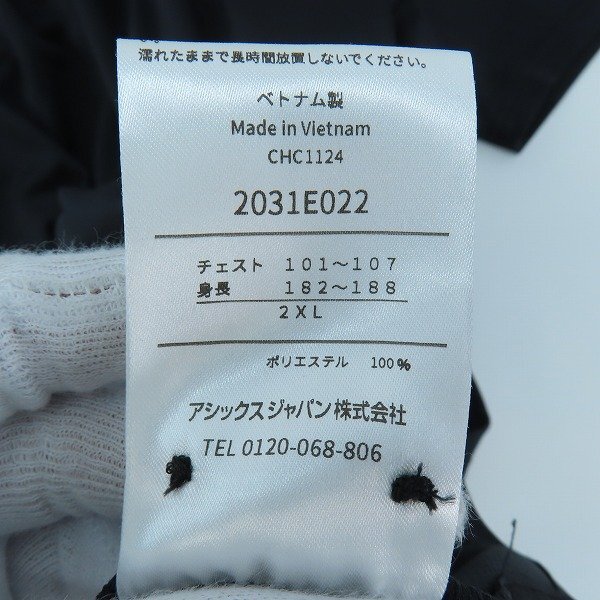 濡れたままで長時間放置しないでください。
ベトナム製
Made in Vietnam
CHC1124
2031E022
チェスト 101〜107
身長 182〜188
2XL
ポリエステル 100%
アシックスジャパン株式会社
TEL 0120-068-806